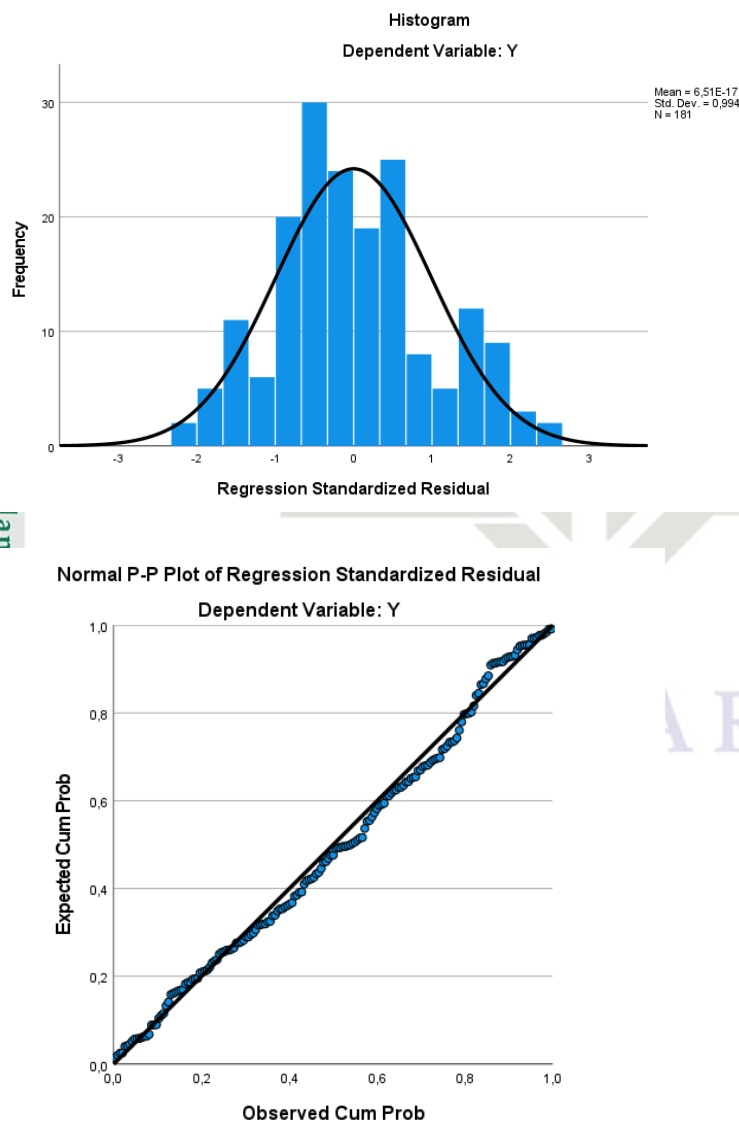 Histogram
Dependent Variable: Y
Mean = 6,51E-17
Std. Dev. = 0,994
N = 181
Frequency
30
20
10
0
-3 -2 -1 0 1 2 3
Regression Standardized Residual
Normal P-P Plot of Regression Standardized Residual
Dependent Variable: Y
Expected Cum Prob
1,0
0,8
0,6
0,4
0,2
0,0
0,0 0,2 0,4 0,6 0,8 1,0
Observed Cum Prob